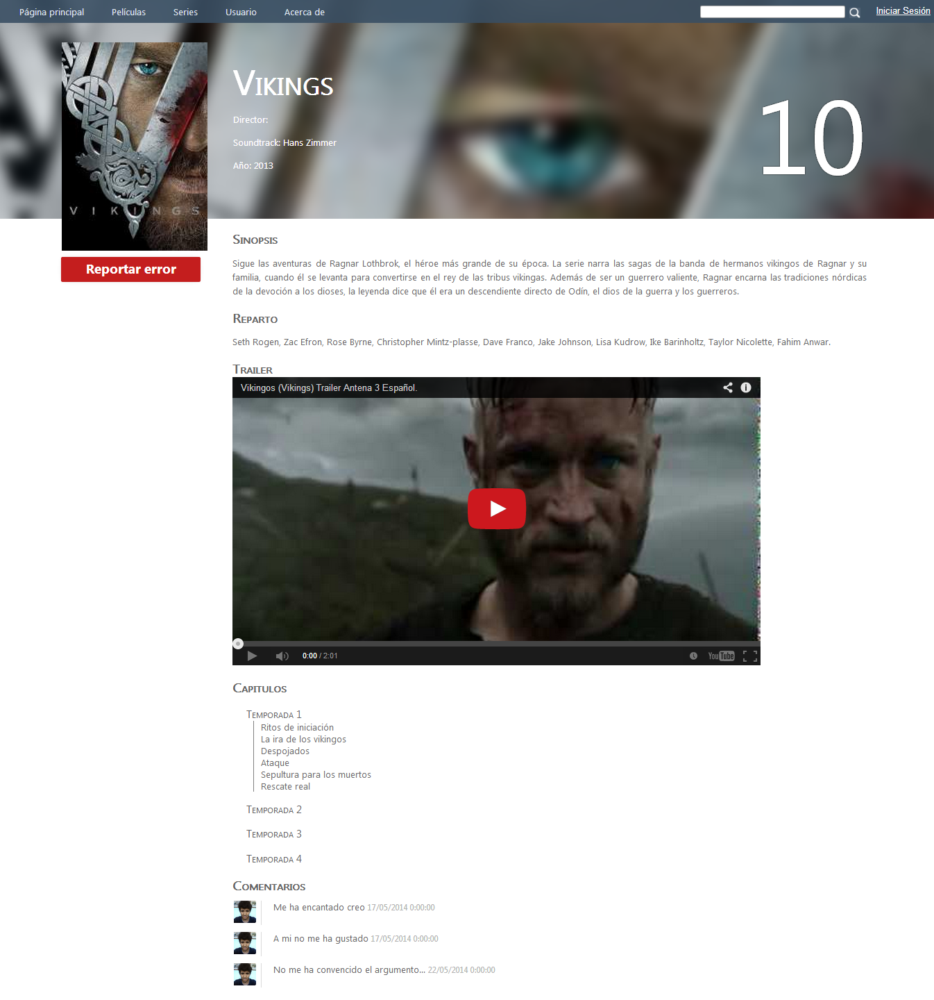 Página principal Películas Series Usuario Acerca de Iniciar Sesión
VIKINGS
Reportar error
Vikings
Director:
Soundtrack: Hans Zimmer
Año: 2013
10
Sinopsis
Sigue las aventuras de Ragnar Lothbrok, el héroe más grande de su época. La serie narra las sagas de la banda de hermanos vikingos de Ragnar y su
familia, cuando él se levanta para convertirse en el rey de las tribus vikingas. Además de ser un guerrero valiente, Ragnar encarna las tradiciones nórdicas
de la devoción a los dioses, la leyenda dice que él era un descendiente directo de Odín, el dios de la guerra y los guerreros.
Reparto
Seth Rogen, Zac Efron, Rose Byrne, Christopher Mintz-plasse, Dave Franco, Jake Johnson, Lisa Kudrow, Ike Barinholtz, Taylor Nicolette, Fahim Anwar.
Trailer
Vikingos (Vikings) Trailer Antena 3 Español.
0:00 / 2:01 YouTube
Capitulos
Temporada 1
Ritos de iniciación
La ira de los vikingos
Despojados
Ataque
Sepultura para los muertos
Rescate real
Temporada 2
Temporada 3
Temporada 4
Comentarios
Me ha encantado creo 17/05/2014 0:00:00
A mi no me ha gustado 17/05/2014 0:00:00
No me ha convencido el argumento... 22/05/2014 0:00:00